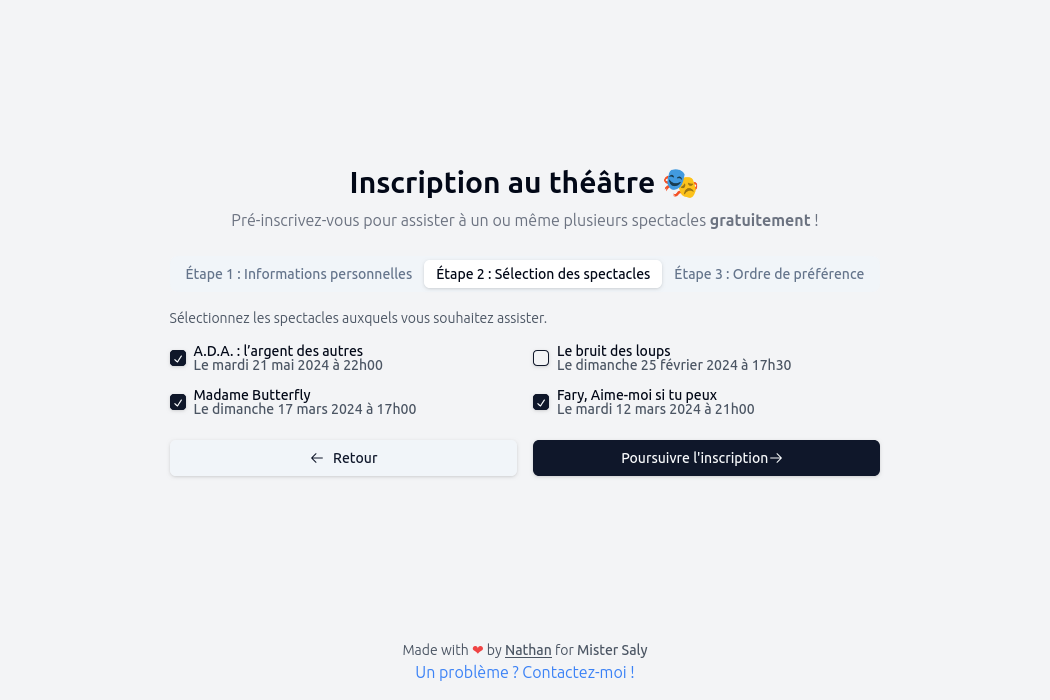 Inscription au théâtre 🎭
Pré-inscrivez-vous pour assister à un ou même plusieurs spectacles gratuitement !
Étape 1 : Informations personnelles Étape 2 : Sélection des spectacles Étape 3 : Ordre de préférence
Sélectionnez les spectacles auxquels vous souhaitez assister.
A.D.A. : l’argent des autres
Le mardi 21 mai 2024 à 22h00
Le bruit des loups
Le dimanche 25 février 2024 à 17h30
Madame Butterfly
Le dimanche 17 mars 2024 à 17h00
Fary, Aime-moi si tu peux
Le mardi 12 mars 2024 à 21h00
← Retour
Poursuivre l'inscription→
Made with ❤ by Nathan for Mister Saly
Un problème ? Contactez-moi !